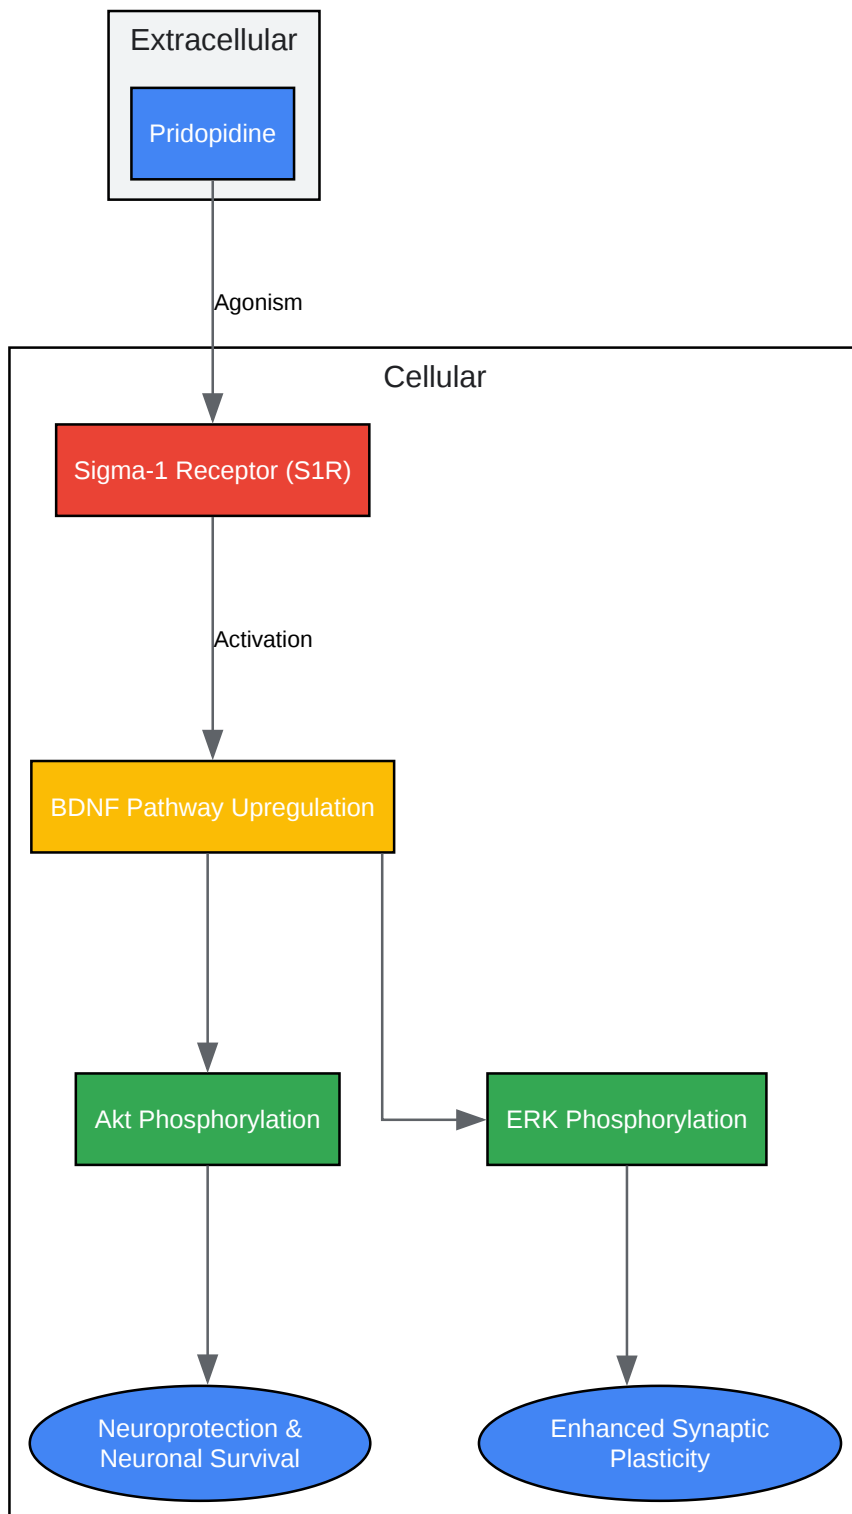 Extracellular
Pridopidine
Agonism
Cellular
Sigma-1 Receptor (S1R)
Activation
BDNF Pathway Upregulation
Akt Phosphorylation
ERK Phosphorylation
Neuroprotection &
Neuronal Survival
Enhanced Synaptic
Plasticity